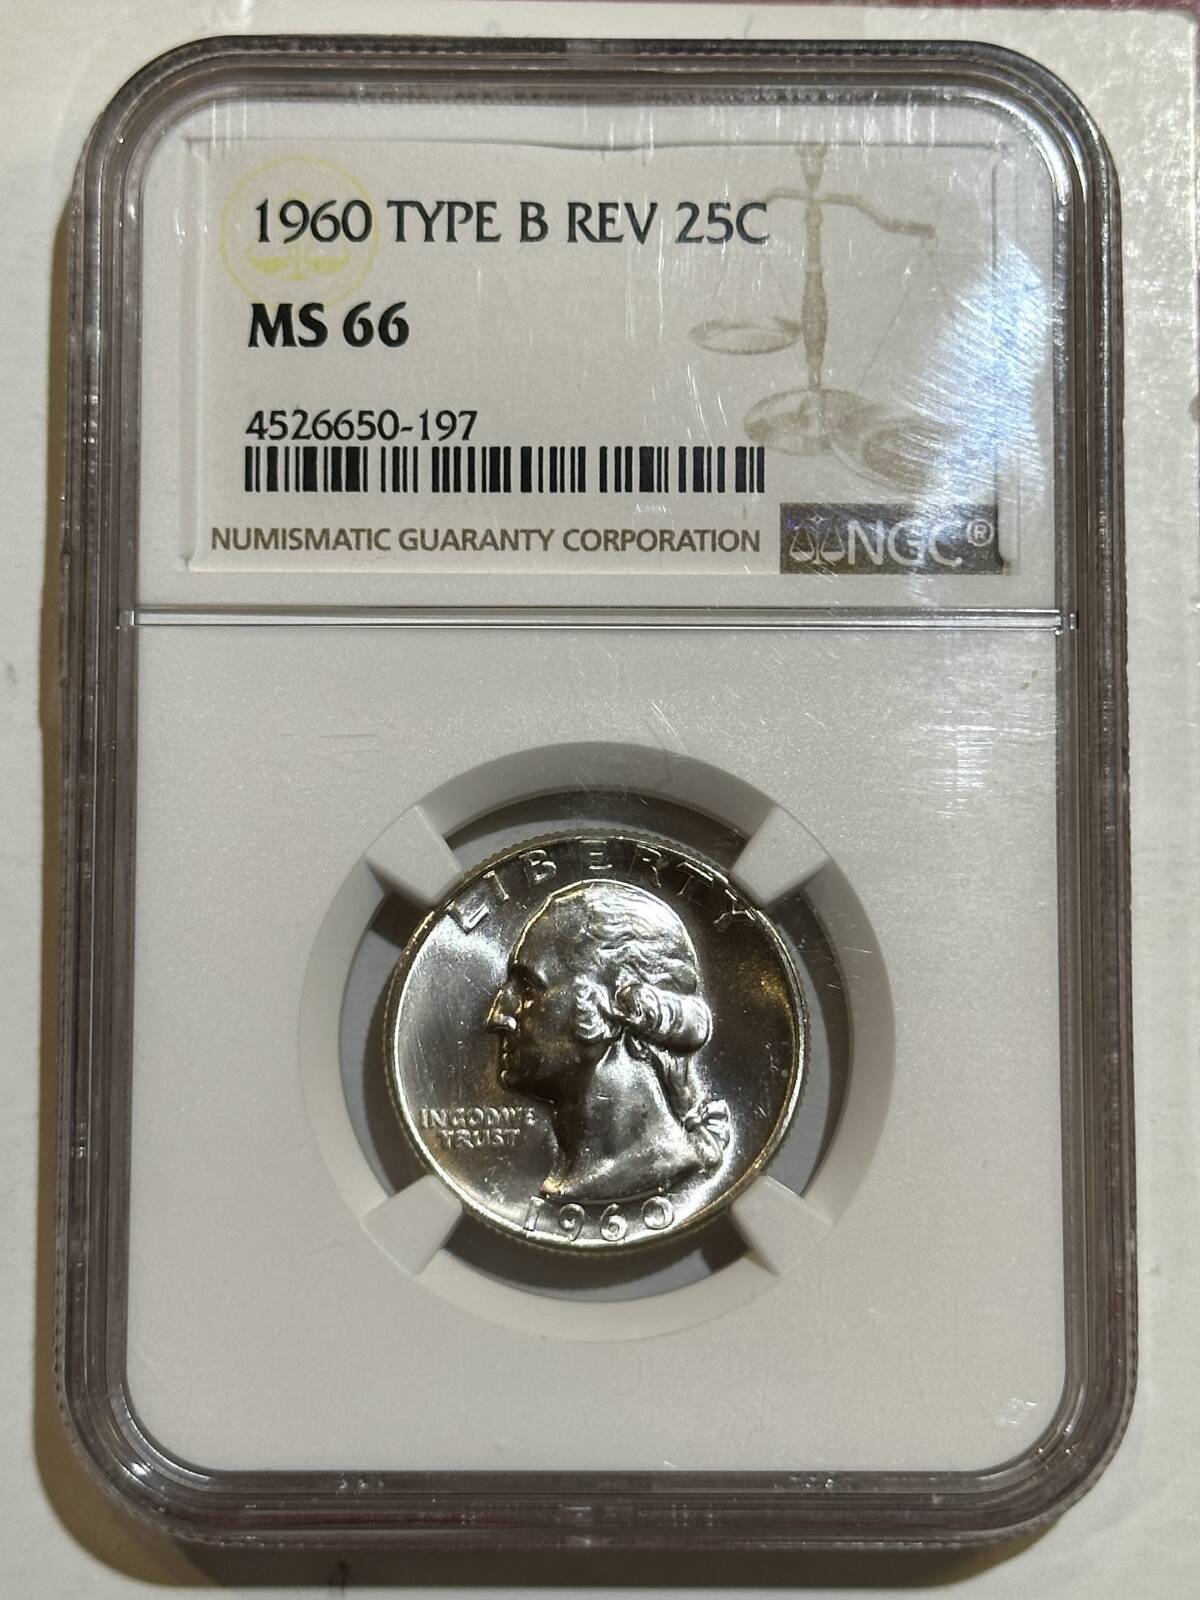 1960 TYPE B REV 25C
MS 66
4526650-197
NUMISMATIC GUARANTY CORPORATION
NGC®
LIBERTY
IN GOD WE
TRUST
1960